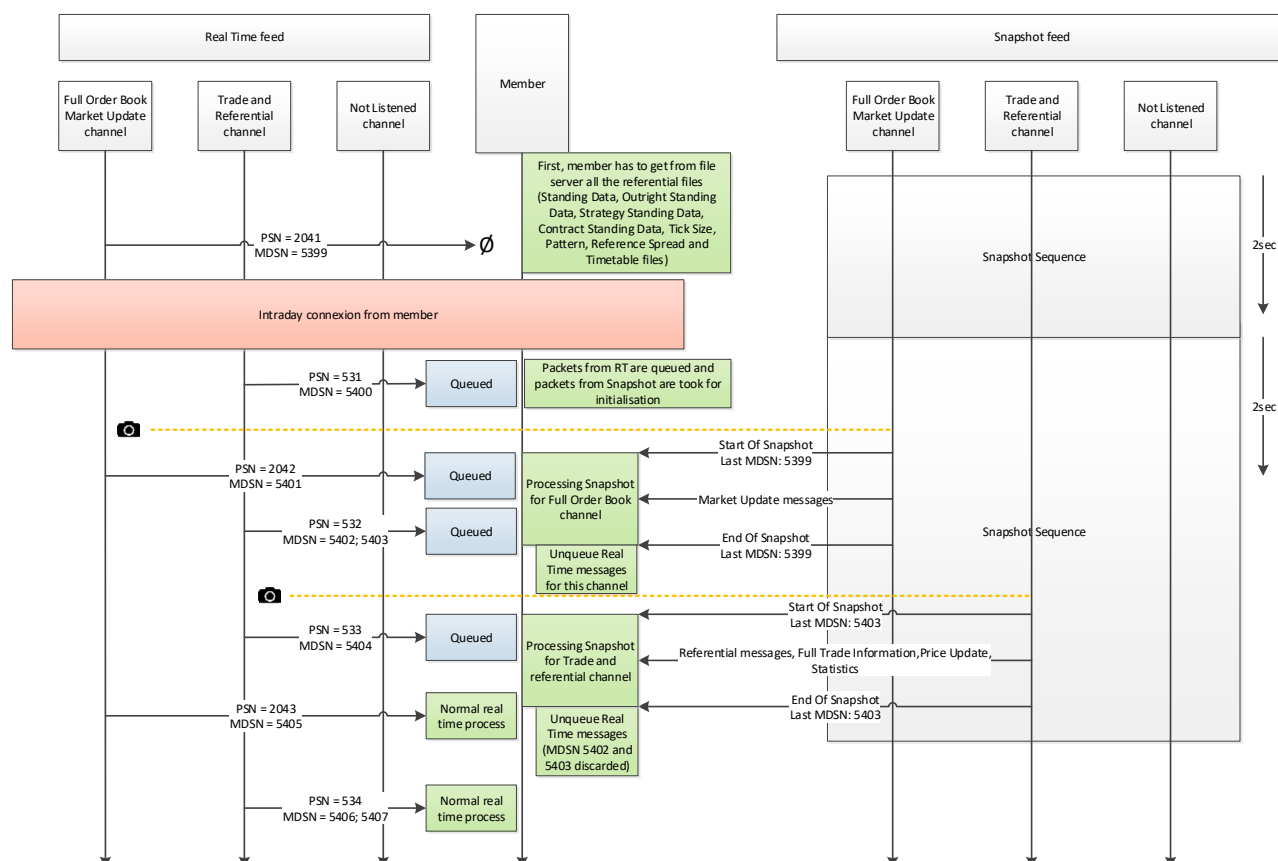 Real Time feed
Member
Snapshot feed
Full Order Book
Market Update
channel
Trade and
Referential
channel
Not Listened
channel
Full Order Book
Market Update
channel
Trade and
Referential
channel
Not Listened
channel
First, member has to get from file
server all the referential files
(Standing Data, Outright Standing
Data, Strategy Standing Data,
Contract Standing Data, Tick Size,
Pattern, Reference Spread and
Timetable files)
PSN = 2041
MDSN = 5399
Ø
Snapshot Sequence
2sec
Intraday connexion from member
PSN = 531
MDSN = 5400
Queued
Packets from RT are queued and
packets from Snapshot are took for
initialisation
2sec
Start Of Snapshot
Last MDSN: 5399
PSN = 2042
MDSN = 5401
Queued
Processing Snapshot
for Full Order Book
channel
Market Update messages
PSN = 532
MDSN = 5402; 5403
Queued
End Of Snapshot
Last MDSN: 5399
Snapshot Sequence
Unqueue Real
Time messages
for this channel
Start Of Snapshot
Last MDSN: 5403
PSN = 533
MDSN = 5404
Queued
Processing Snapshot
for Trade and
referential channel
Referential messages, Full Trade Information,Price Update,
Statistics
End Of Snapshot
Last MDSN: 5403
PSN = 2043
MDSN = 5405
Normal real
time process
Unqueue Real
Time messages
(MDSN 5402 and
5403 discarded)
PSN = 534
MDSN = 5406; 5407
Normal real
time process